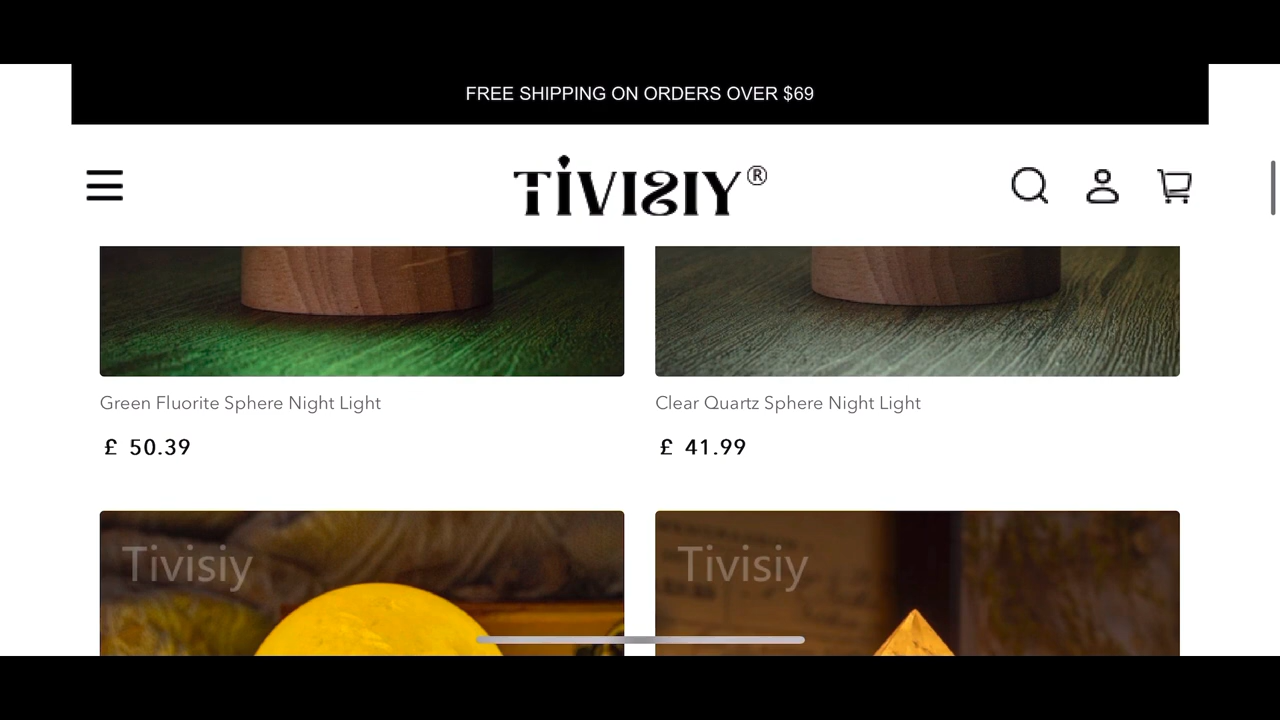 FREE SHIPPING ON ORDERS OVER $69
TIVISIY®
Green Fluorite Sphere Night Light
Clear Quartz Sphere Night Light
£ 50.39
£ 41.99
Tivisiy
Tivisiy